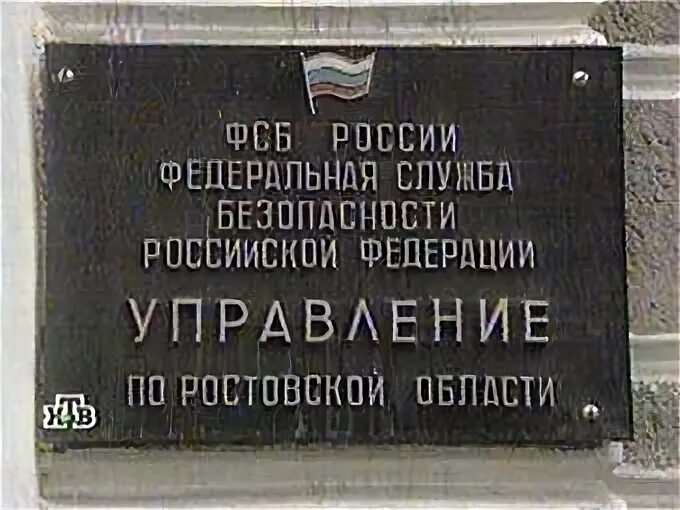 ФСБ РОССИИ
ФЕДЕРАЛЬНАЯ СЛУЖБА
БЕЗОПАСНОСТИ
РОССИЙСКОЙ ФЕДЕРАЦИИ
УПРАВЛЕНИЕ
ПО РОСТОВСКОЙ ОБЛАСТИ
НТВ